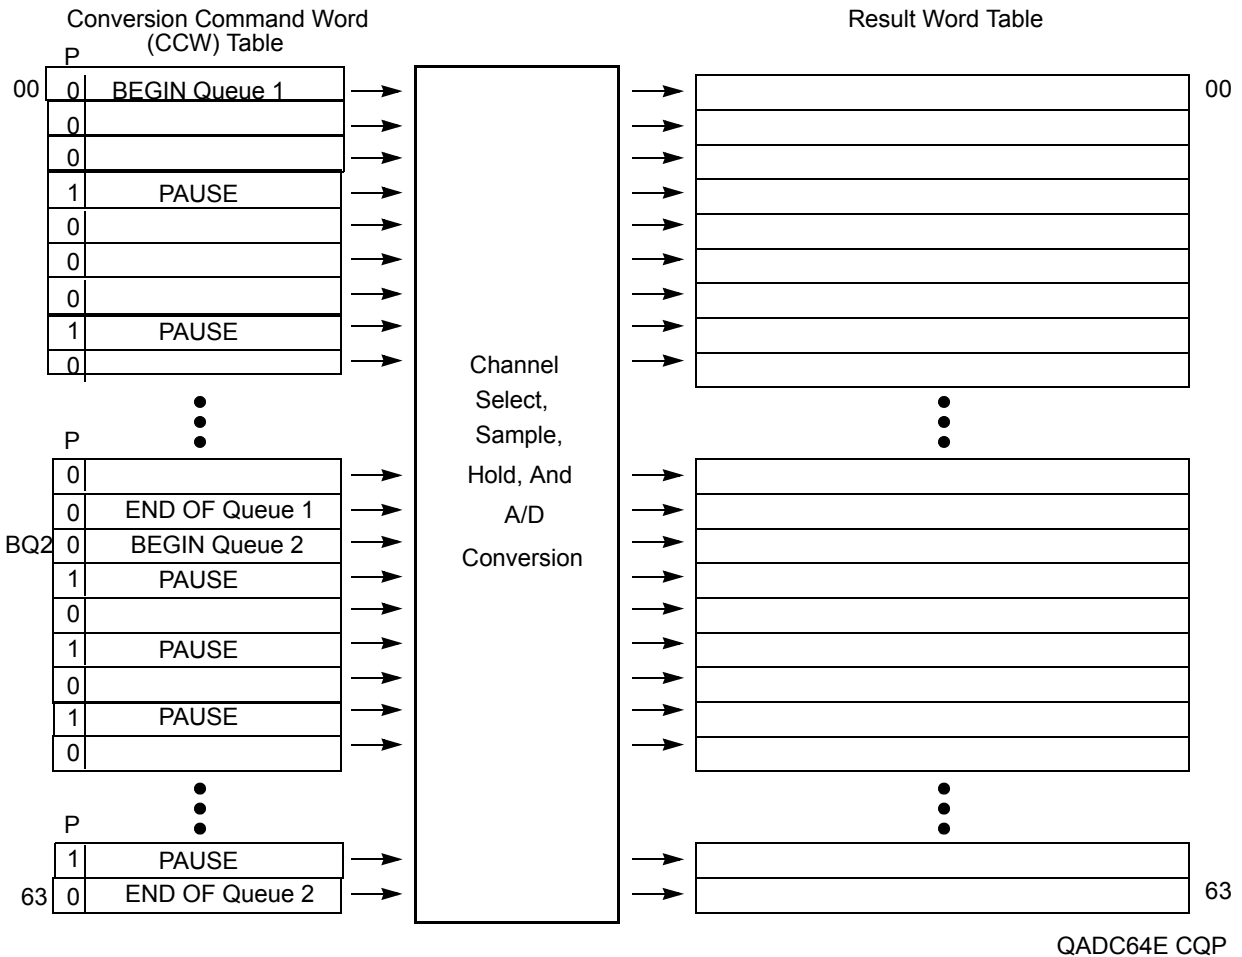 Conversion Command Word
(CCW) Table
Result Word Table
P
00 0 BEGIN Queue 1 00
0
0
1 PAUSE
0
0
0
1 PAUSE
0
Channel
Select,
Sample,
Hold, And
A/D
Conversion
P
0
0 END OF Queue 1
BQ2 0 BEGIN Queue 2
1 PAUSE
0
1 PAUSE
0
1 PAUSE
0
P
1 PAUSE
63 0 END OF Queue 2 63
QADC64E CQP